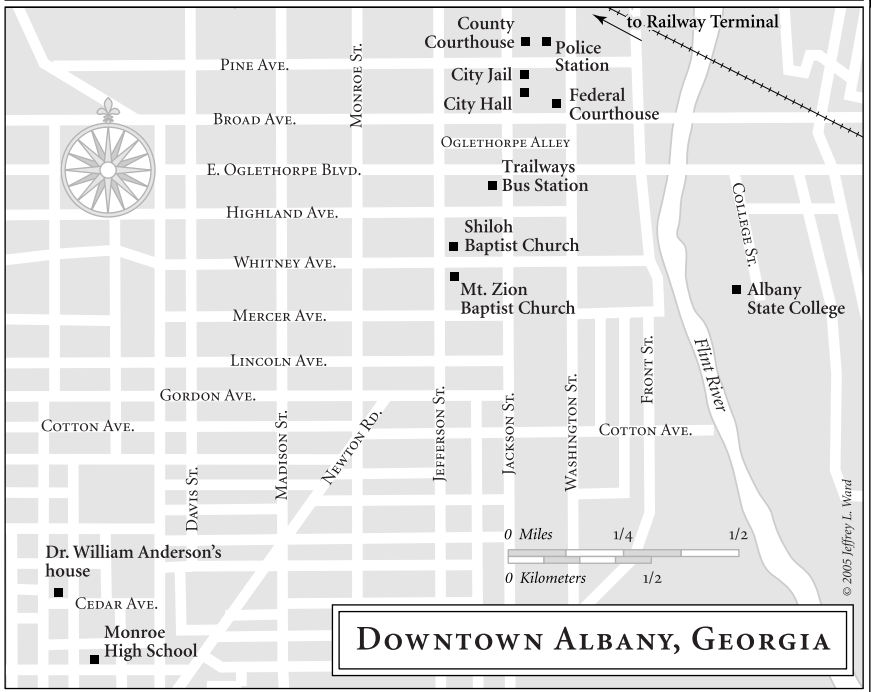 County
Courthouse
to Railway Terminal
Police
Station
PINE AVE.
MONROE ST.
City Jail
City Hall
Federal
Courthouse
BROAD AVE.
OGLETHORPE ALLEY
E. OGLETHORPE BLVD.
Trailways
Bus Station
HIGHLAND AVE.
COLLEGE ST.
Shiloh
Baptist Church
WHITNEY AVE.
Mt. Zion
Baptist Church
Albany
State College
MERCER AVE.
LINCOLN AVE.
FRONT ST.
Flint River
GORDON AVE.
COTTON AVE.
MADISON ST.
NEWTON RD.
JEFFERSON ST.
JACKSON ST.
WASHINGTON ST.
COTTON AVE.
DAVIS ST.
© 2005 Jeffrey L. Ward
0 Miles 1/4 1/2
0 Kilometers 1/2
Dr. William Anderson's
house
CEDAR AVE.
Monroe
High School
DOWNTOWN ALBANY, GEORGIA